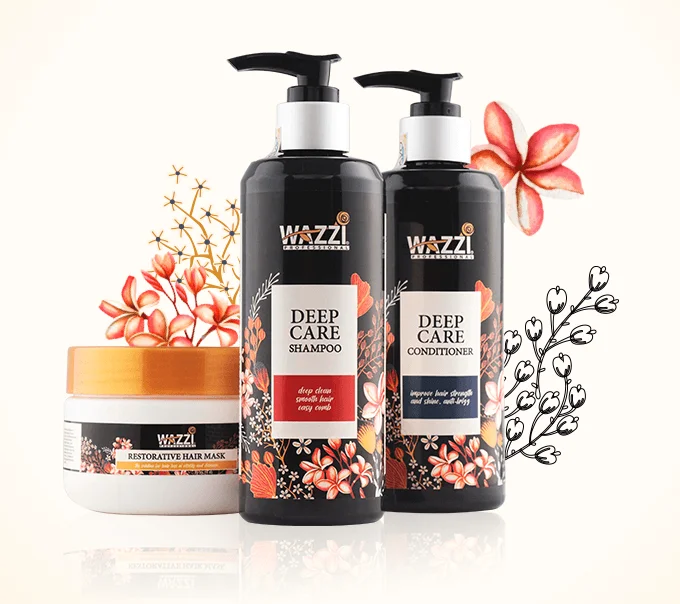 WAZZI
PROFESSIONAL
DEEP
CARE
SHAMPOO
deep clean
smooth hair
easy comb
WAZZI
PROFESSIONAL
DEEP
CARE
CONDITIONER
improve hair strength
and shine, anti-frizz
WAZZI
PROFESSIONAL
RESTORATIVE HAIR MASK